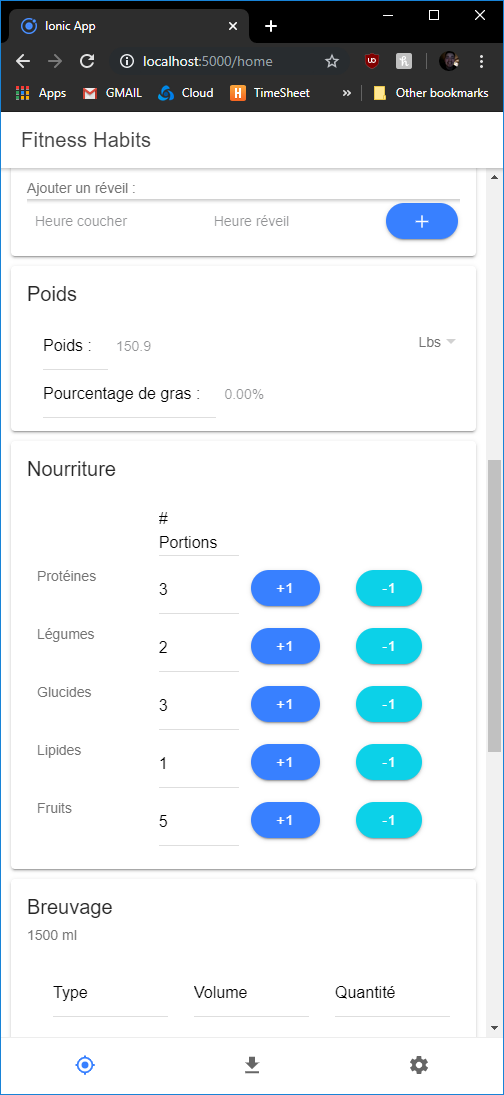 Ionic App
localhost:5000/home
UD
Apps
GMAIL
Cloud
H
TimeSheet
»
Other bookmarks
Fitness Habits
Ajouter un réveil :
Heure coucher
Heure réveil
+
Poids
Poids : 150.9 Lbs
Pourcentage de gras : 0.00%
Nourriture
#
Portions
Protéines 3 +1 -1
Légumes 2 +1 -1
Glucides 3 +1 -1
Lipides 1 +1 -1
Fruits 5 +1 -1
Breuvage
1500 ml
Type Volume Quantité